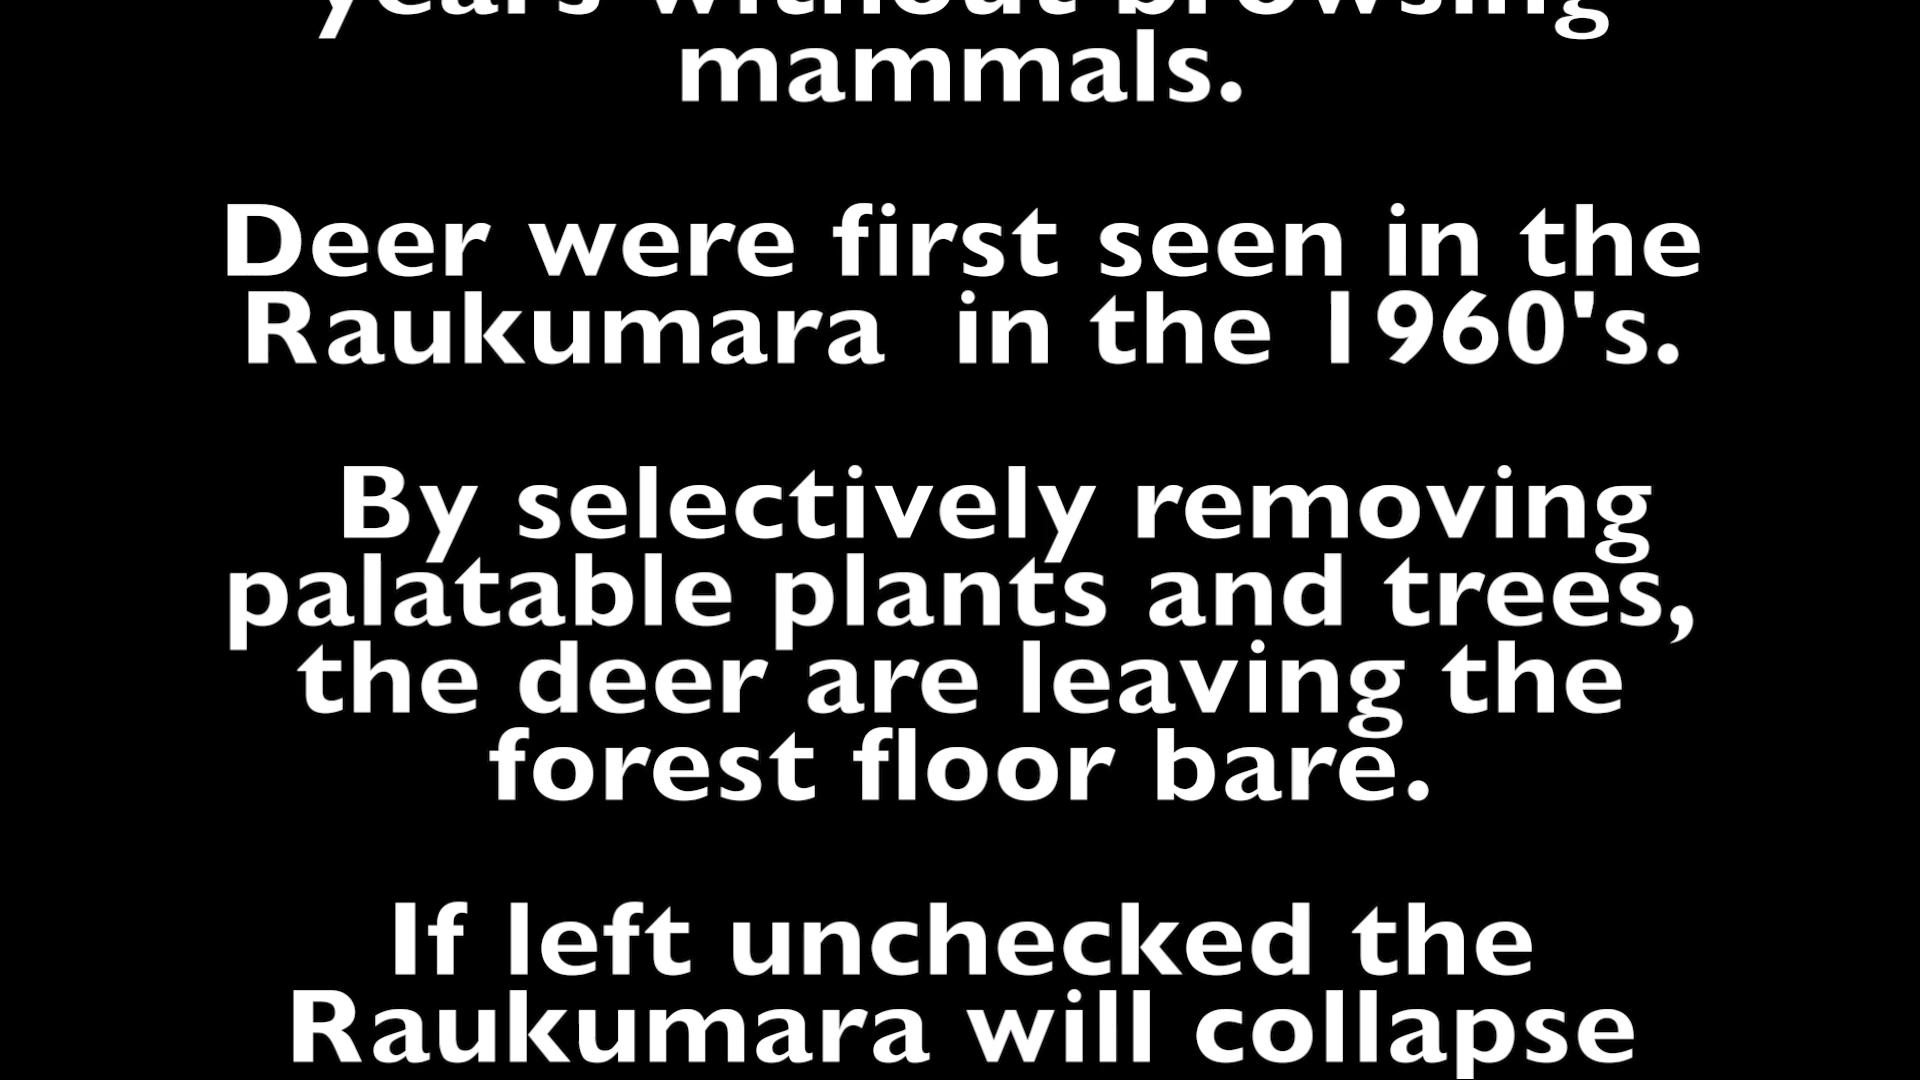 years without browsing
mammals.
Deer were first seen in the
Raukumara  in the 1960's.
By selectively removing
palatable plants and trees,
the deer are leaving the
forest floor bare.
If left unchecked the
Raukumara will collapse